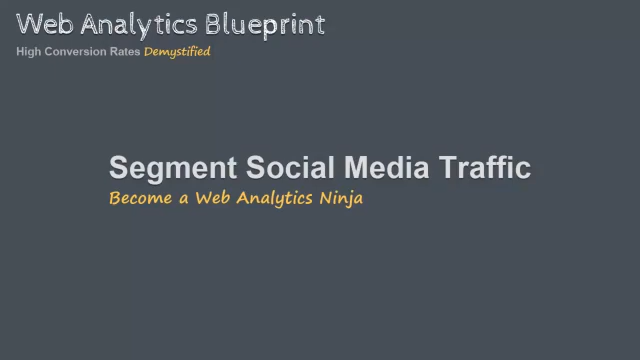 Web Analytics Blueprint
High Conversion Rates Demystified
Segment Social Media Traffic
Become a Web Analytics Ninja